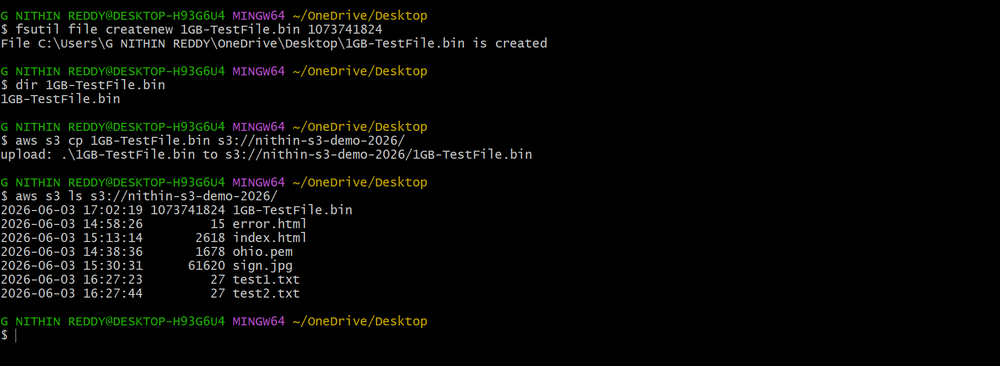 G NITHIN REDDY@DESKTOP-H93G6U4 MINGW64 ~/OneDrive/Desktop
$ fsutil file createnew 1GB-TestFile.bin 1073741824
File C:\Users\G NITHIN REDDY\OneDrive\Desktop\1GB-TestFile.bin is created
G NITHIN REDDY@DESKTOP-H93G6U4 MINGW64 ~/OneDrive/Desktop
$ dir 1GB-TestFile.bin
1GB-TestFile.bin
G NITHIN REDDY@DESKTOP-H93G6U4 MINGW64 ~/OneDrive/Desktop
$ aws s3 cp 1GB-TestFile.bin s3://nithin-s3-demo-2026/
upload: .\1GB-TestFile.bin to s3://nithin-s3-demo-2026/1GB-TestFile.bin
G NITHIN REDDY@DESKTOP-H93G6U4 MINGW64 ~/OneDrive/Desktop
$ aws s3 ls s3://nithin-s3-demo-2026/
2026-06-03 17:02:19 1073741824 1GB-TestFile.bin
2026-06-03 14:58:26         15 error.html
2026-06-03 15:13:14       2618 index.html
2026-06-03 14:38:36       1678 ohio.pem
2026-06-03 15:30:31      61620 sign.jpg
2026-06-03 16:27:23         27 test1.txt
2026-06-03 16:27:44         27 test2.txt
G NITHIN REDDY@DESKTOP-H93G6U4 MINGW64 ~/OneDrive/Desktop
$